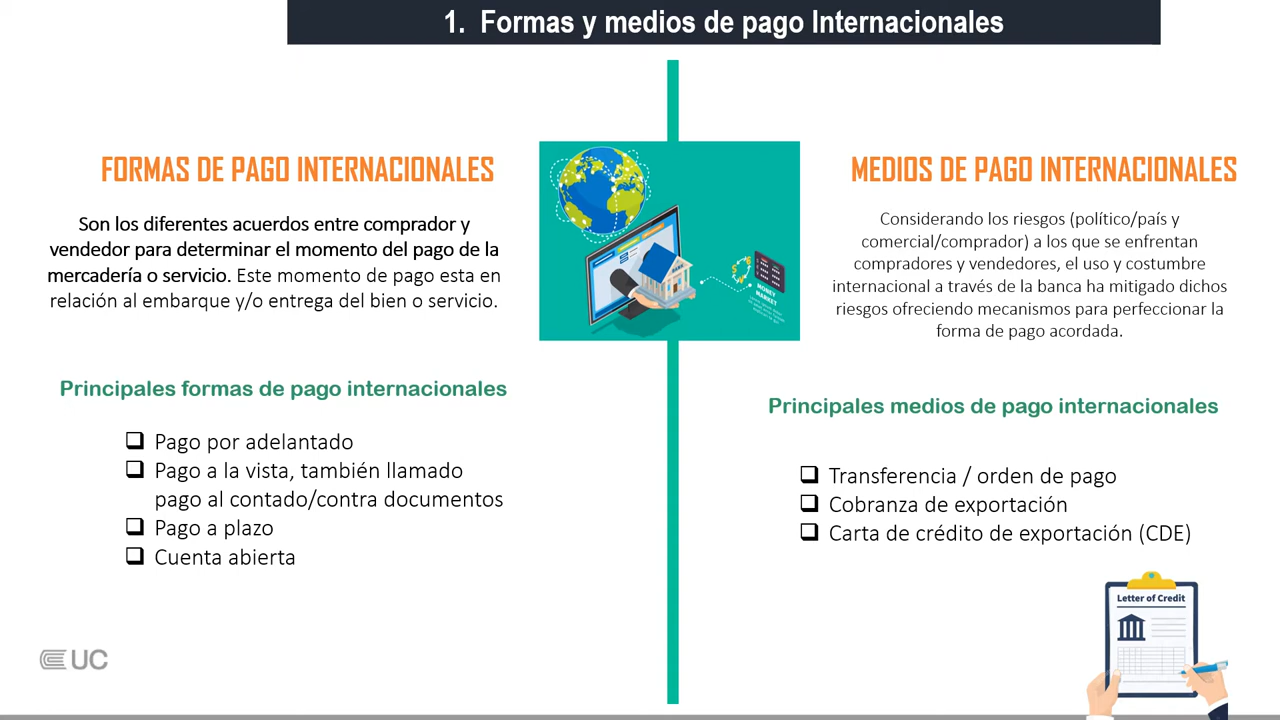 1. Formas y medios de pago Internacionales
FORMAS DE PAGO INTERNACIONALES
Son los diferentes acuerdos entre comprador y
vendedor para determinar el momento del pago de la
mercadería o servicio. Este momento de pago esta en
relación al embarque y/o entrega del bien o servicio.
Principales formas de pago internacionales
Pago por adelantado
Pago a la vista, también llamado
pago al contado/contra documentos
Pago a plazo
Cuenta abierta
UC
BANK
MONEY
MARKET
MEDIOS DE PAGO INTERNACIONALES
Considerando los riesgos (político/país y
comercial/comprador) a los que se enfrentan
compradores y vendedores, el uso y costumbre
internacional a través de la banca ha mitigado dichos
riesgos ofreciendo mecanismos para perfeccionar la
forma de pago acordada.
Principales medios de pago internacionales
Transferencia / orden de pago
Cobranza de exportación
Carta de crédito de exportación (CDE)
Letter of Credit